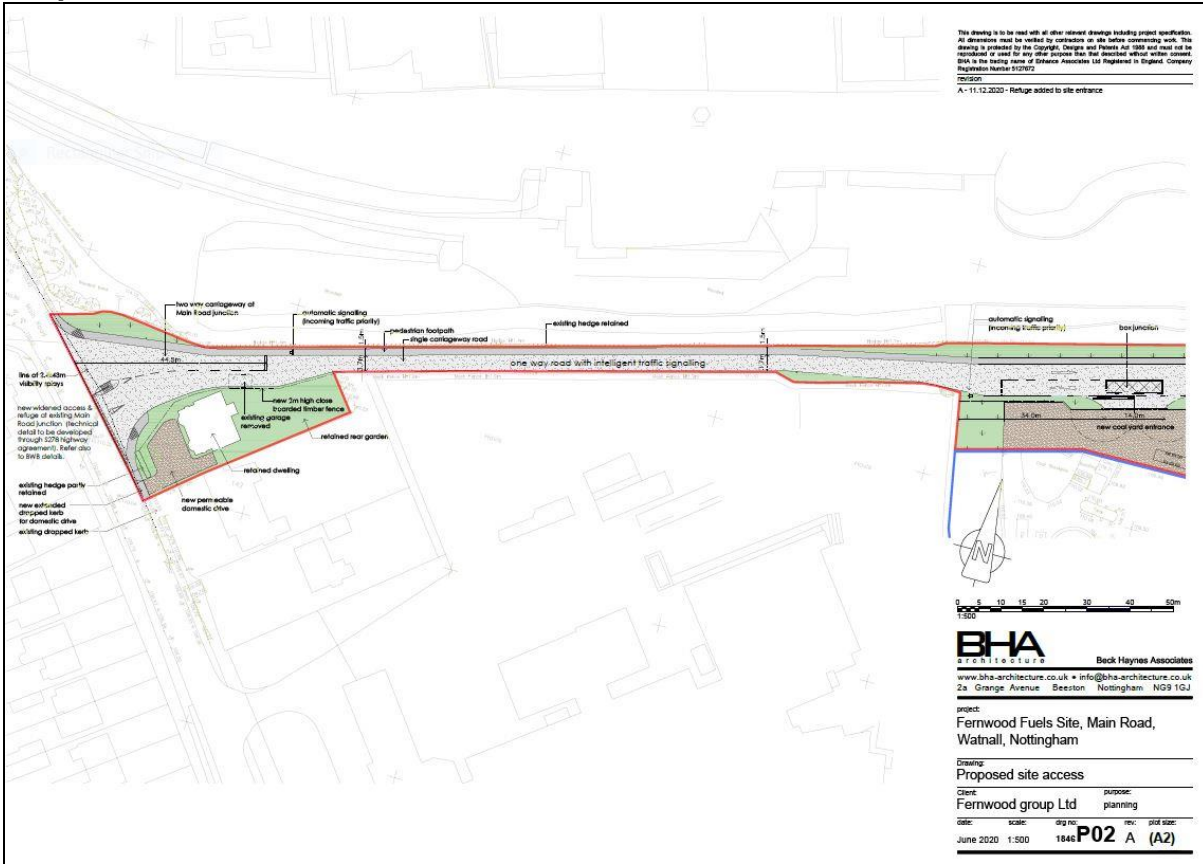 This drawing is to be read with all other relevant drawings including project specification.
All dimensions must be verified by contractors on site before commencing work. This
drawing is protected by the Copyright, Designs and Patents Act 1988 and must not be
reproduced or used for any other purpose than that described without written consent.
BHA is the trading name of Enhance Associates Ltd Registered in England. Company
Registration Number 5127672
revision
A - 11.12.2020 - Refuge added to site entrance
two way carriageway at
Main Road junction
automatic signalling
(incoming traffic priority)
pedestrian footpath
single carriageway road
existing hedge retained
automatic signalling
(incoming traffic priority)
box junction
one way road with intelligent traffic signalling
line of 2.4x43m
visibility splays
new widened access &
refuge at existing Main
Road junction (technical
detail to be developed
through S278 highway
agreement). Refer also
to BWB details.
new 2m high close
boarded timber fence
existing garage
removed
retained rear garden
retained dwelling
34.0m
14.0m
new coal yard entrance
existing hedge partly
retained
new extended
dropped kerb
for domestic drive
existing dropped kerb
new permeable
domestic drive
N
0 5 10 15 20 30 40 50m
1:500
BHA
architecture
Beck Haynes Associates
www.bha-architecture.co.uk • info@bha-architecture.co.uk
2a Grange Avenue Beeston Nottingham NG9 1GJ
project:
Fernwood Fuels Site, Main Road,
Watnall, Nottingham
Drawing:
Proposed site access
Client: purpose:
Fernwood group Ltd planning
date: scale: drg no: rev: plot size:
June 2020 1:500 1846 P02 A (A2)